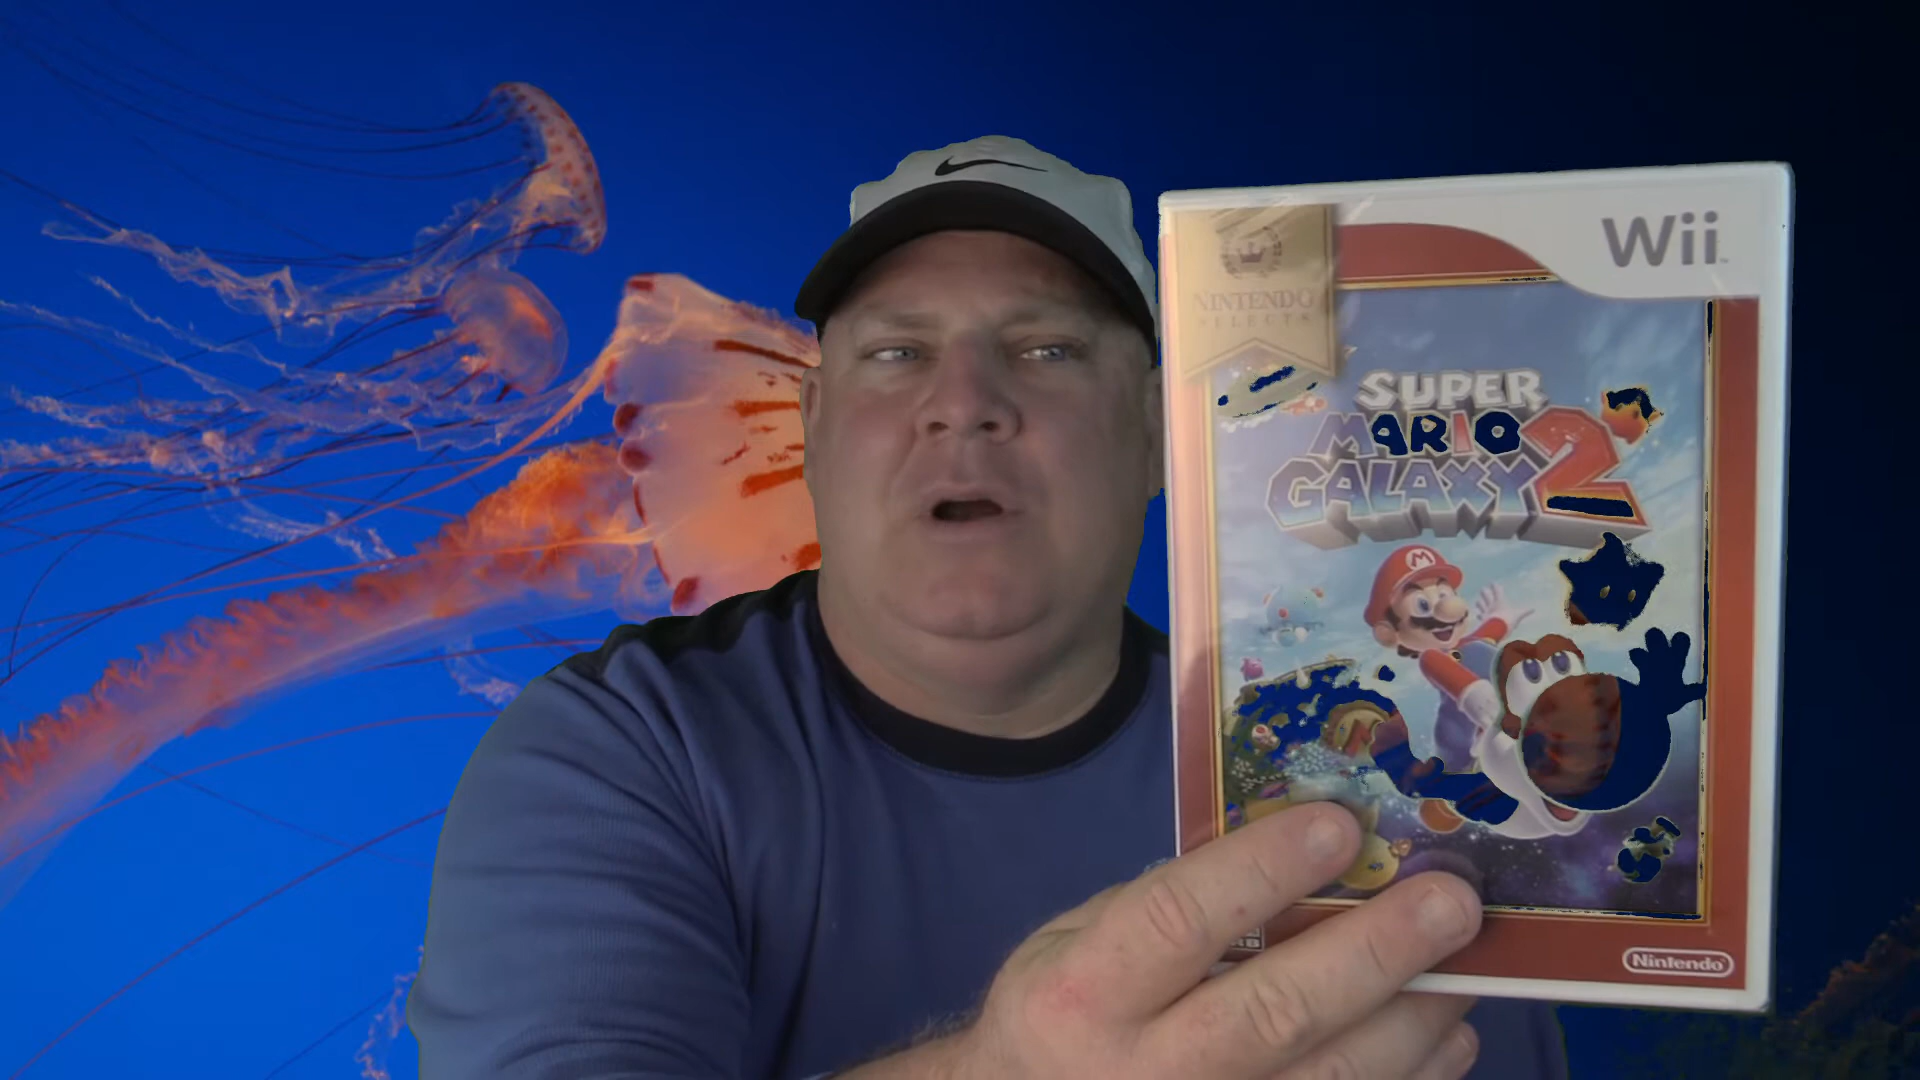 Wii
NINTENDO
SELECTS
SUPER
MARIO
GALAXY 2
M
Nintendo